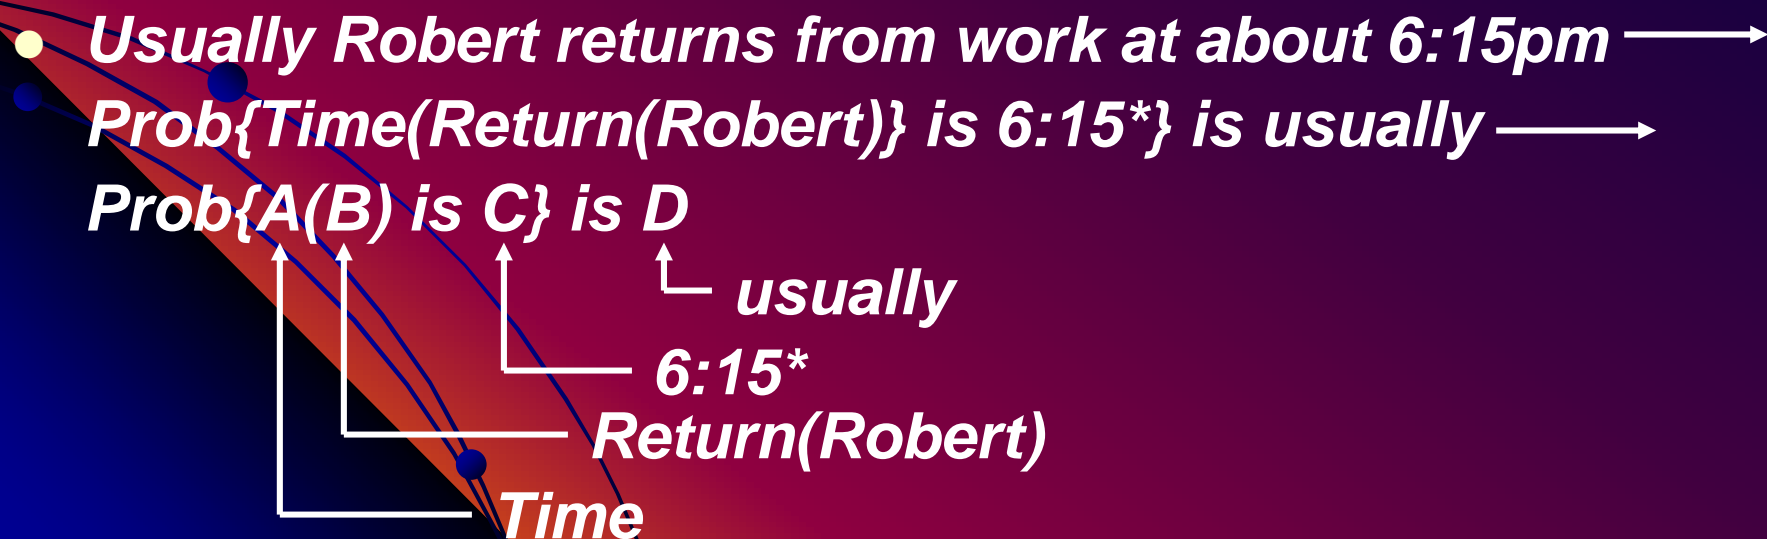 Usually Robert returns from work at about 6:15pm
Prob{Time(Return(Robert)} is 6:15*} is usually
Prob{A(B) is C} is D
usually
6:15*
Return(Robert)
Time